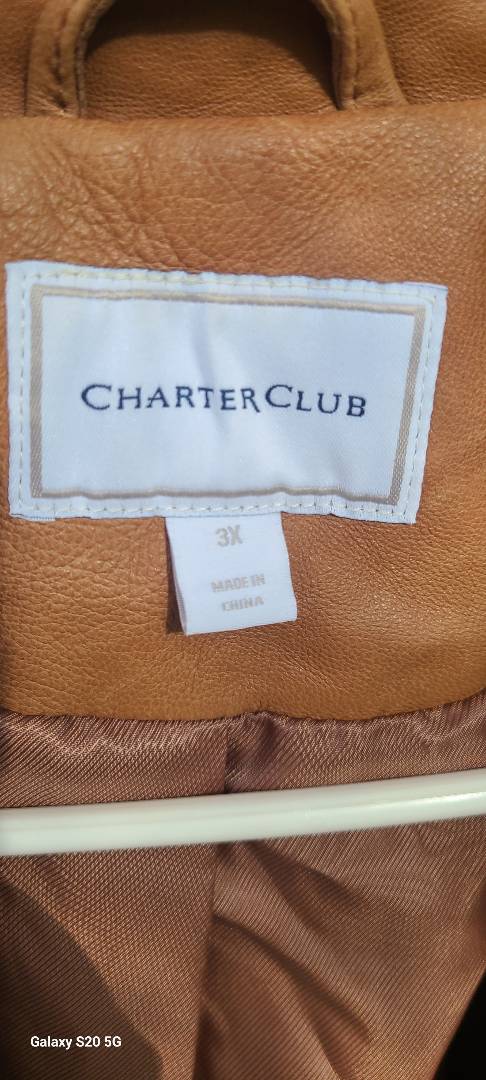 CHARTER CLUB
3X
MADE IN
CHINA
Galaxy S20 5G